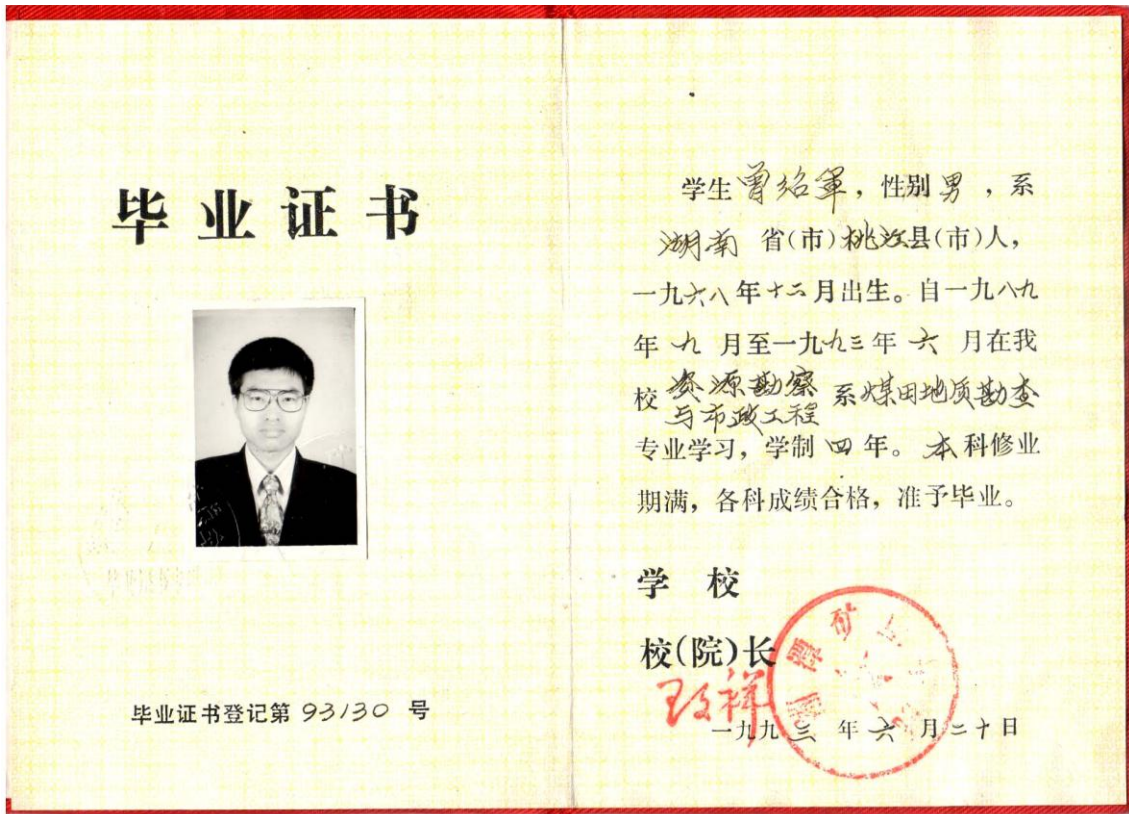 毕业证书
毕业证书登记第 93130 号
学生曾绍军，性别男，系
湖南 省(市)桃江县(市)人，
一九六八年十二月出生。自一九八九
年 九 月至一九九三年 六 月在我
校 资源勘察与市政工程 系煤田地质勘查
专业学习，学制四年。本科修业
期满，各科成绩合格，准予毕业。
学 校
校(院)长
一九九三 年 六 月二十日
湘潭矿